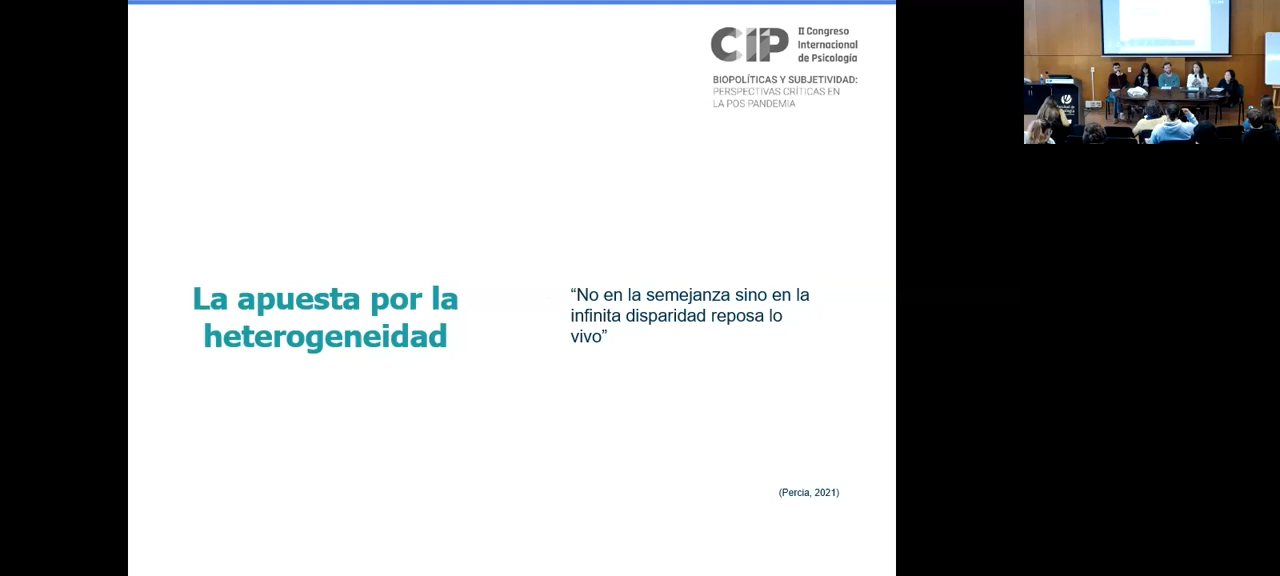 CIP
II Congreso
Internacional
de Psicología
BIOPOLÍTICAS Y SUBJETIVIDAD:
PERSPECTIVAS CRÍTICAS EN
LA POS PANDEMIA
La apuesta por la
heterogeneidad
“No en la semejanza sino en la
infinita disparidad reposa lo
vivo”
(Percia, 2021)